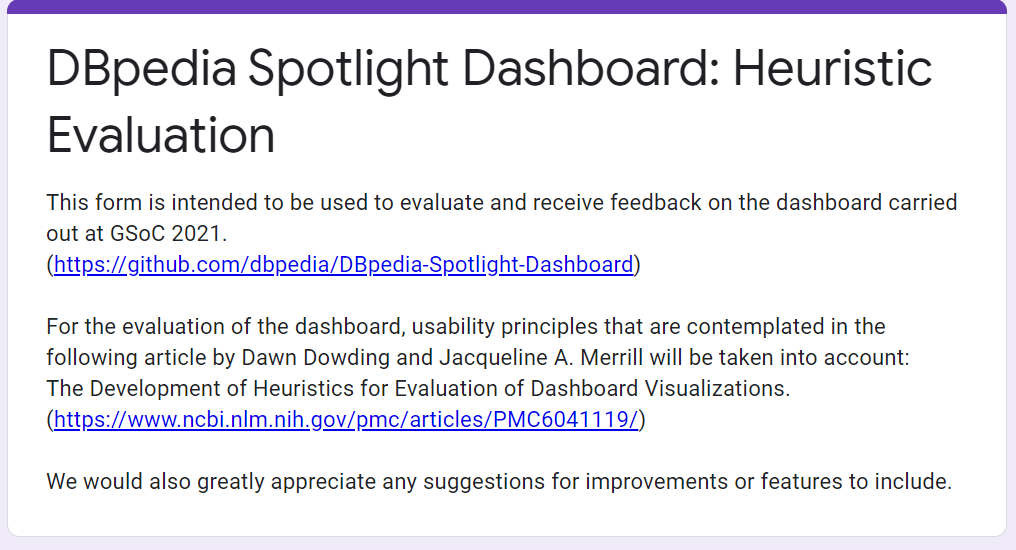 DBpedia Spotlight Dashboard: Heuristic
Evaluation
This form is intended to be used to evaluate and receive feedback on the dashboard carried
out at GSoC 2021.
(https://github.com/dbpedia/DBpedia-Spotlight-Dashboard)
For the evaluation of the dashboard, usability principles that are contemplated in the
following article by Dawn Dowding and Jacqueline A. Merrill will be taken into account:
The Development of Heuristics for Evaluation of Dashboard Visualizations.
(https://www.ncbi.nlm.nih.gov/pmc/articles/PMC6041119/)
We would also greatly appreciate any suggestions for improvements or features to include.